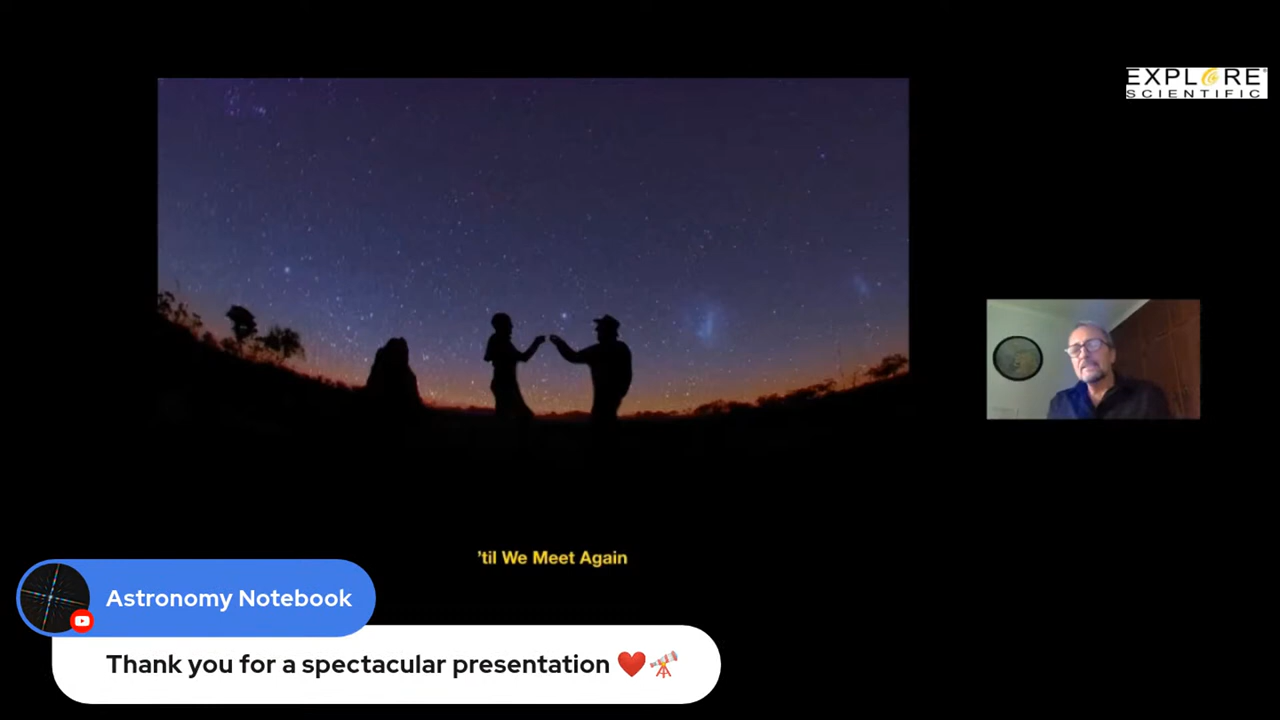 EXPLORE
SCIENTIFIC
’til We Meet Again
Astronomy Notebook
Thank you for a spectacular presentation ❤️🔭